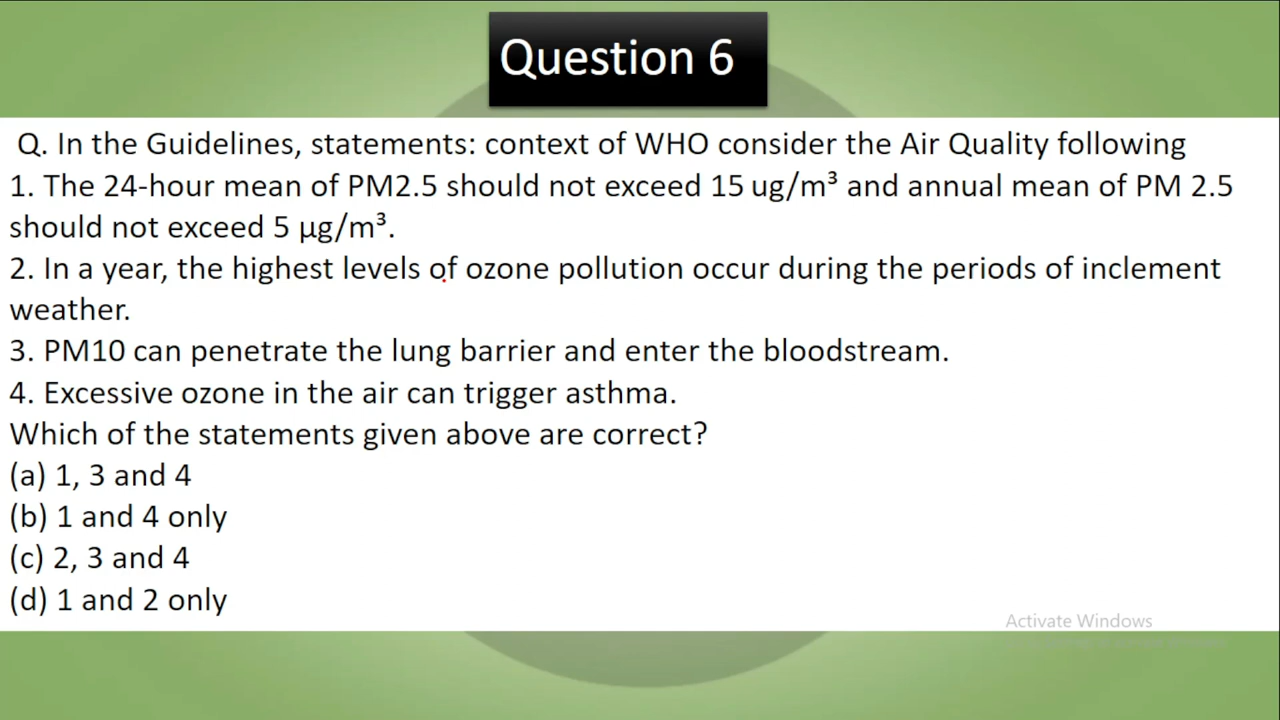 Question 6
Q. In the Guidelines, statements: context of WHO consider the Air Quality following
1. The 24-hour mean of PM2.5 should not exceed 15 ug/m³ and annual mean of PM 2.5
should not exceed 5 µg/m³.
2. In a year, the highest levels of ozone pollution occur during the periods of inclement
weather.
3. PM10 can penetrate the lung barrier and enter the bloodstream.
4. Excessive ozone in the air can trigger asthma.
Which of the statements given above are correct?
(a) 1, 3 and 4
(b) 1 and 4 only
(c) 2, 3 and 4
(d) 1 and 2 only
Activate Windows